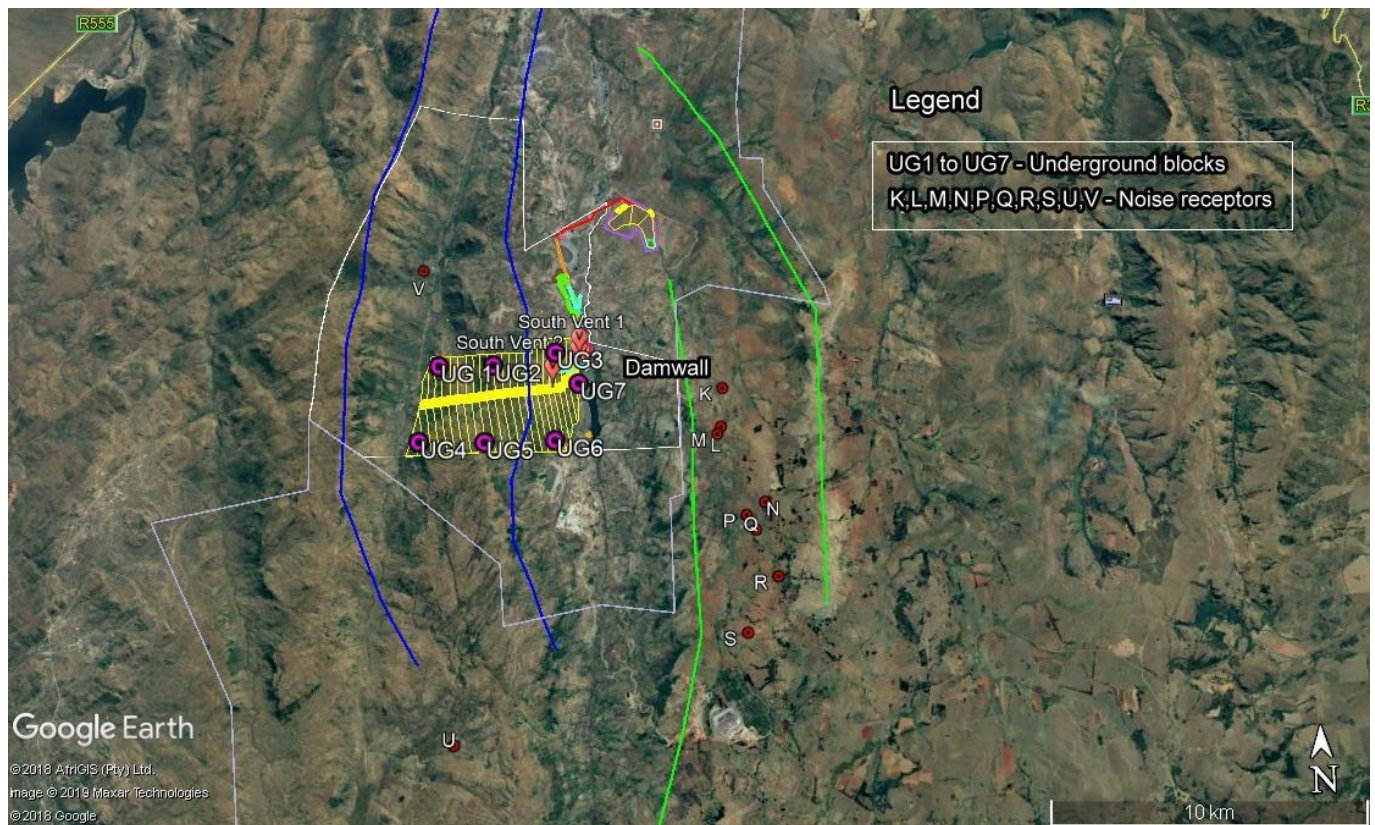 R555
Legend
UG1 to UG7 - Underground blocks
K,L,M,N,P,Q,R,S,U,V - Noise receptors
V
South Vent 1
South Vent
UG3
Damwall
UG 1
UG2
UG7
K
M
L
UG4
UG5
UG6
N
P
Q
R
S
U
Google Earth
© 2018 AfriGIS (Pty) Ltd.
Image © 2019 Maxar Technologies
© 2018 Google
N
10 km